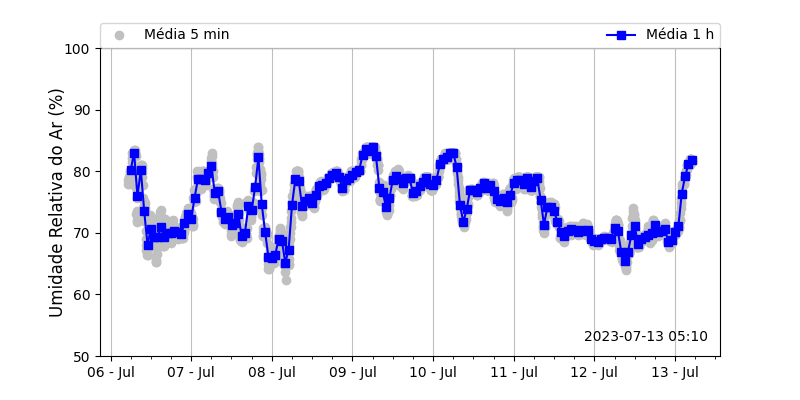 Média 5 min
Média 1 h
Umidade Relativa do Ar (%)
100
90
80
70
60
50
2023-07-13 05:10
06 - Jul
07 - Jul
08 - Jul
09 - Jul
10 - Jul
11 - Jul
12 - Jul
13 - Jul